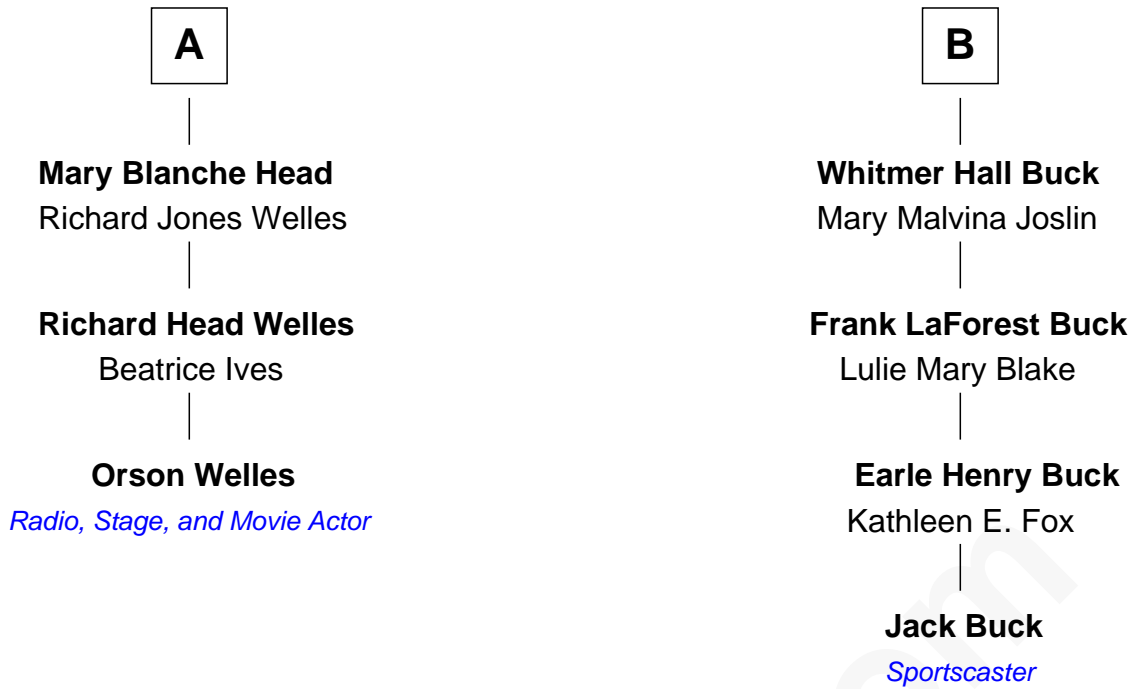 A
Mary Blanche Head
Richard Jones Welles
Richard Head Welles
Beatrice Ives
Orson Welles
Radio, Stage, and Movie Actor
B
Whitmer Hall Buck
Mary Malvina Joslin
Frank LaForest Buck
Lulie Mary Blake
Earle Henry Buck
Kathleen E. Fox
Jack Buck
Sportscaster
om